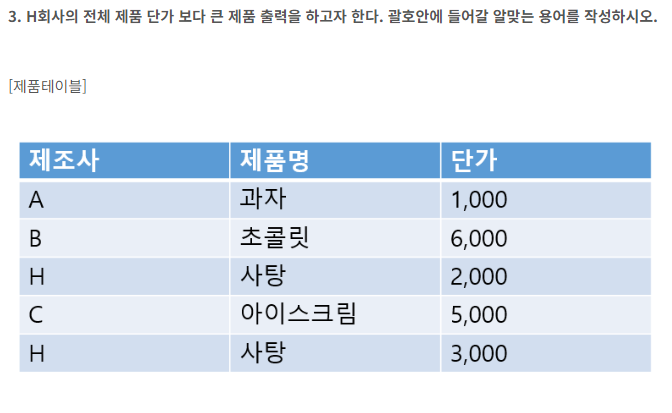 3. H회사의 전체 제품 단가 보다 큰 제품 출력을 하고자 한다. 괄호안에 들어갈 알맞는 용어를 작성하시오.
[제품테이블]
제조사 제품명 단가
A 과자 1,000
B 초콜릿 6,000
H 사탕 2,000
C 아이스크림 5,000
H 사탕 3,000